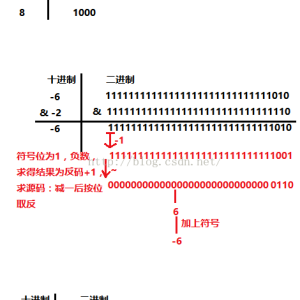 8 1000
十进制 二进制
-6 11111111111111111111111111111010
& -2 & 11111111111111111111111111111110
-6 11111111111111111111111111111010
-1
符号位为1，负数， 11111111111111111111111111111001
http://blog.csdn.net/
求得结果为反码+1， ~
求源码：减一后按位 00000000000000000000000000000110
取反
6
加上符号
-6
十进制 二进制